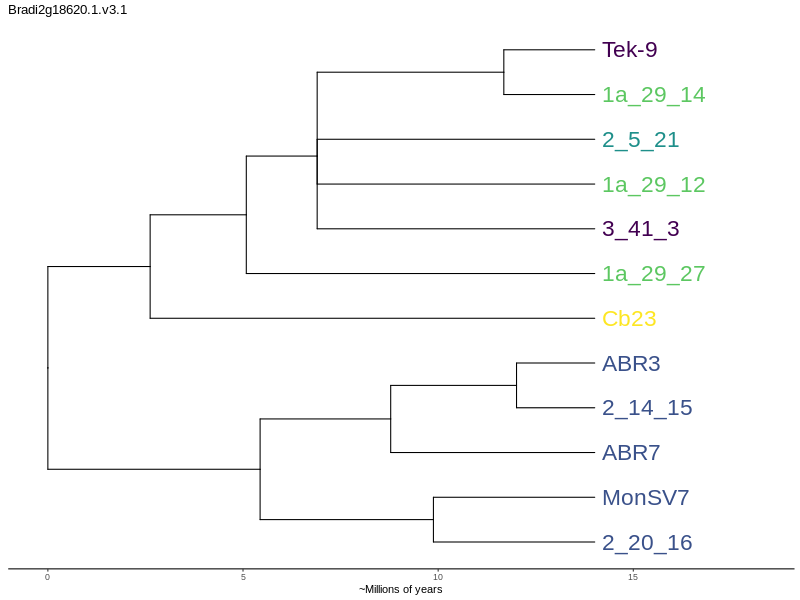 Bradi2g18620.1.v3.1
Tek-9
1a_29_14
2_5_21
1a_29_12
3_41_3
1a_29_27
Cb23
ABR3
2_14_15
ABR7
MonSV7
2_20_16
0 5 10 15
~Millions of years